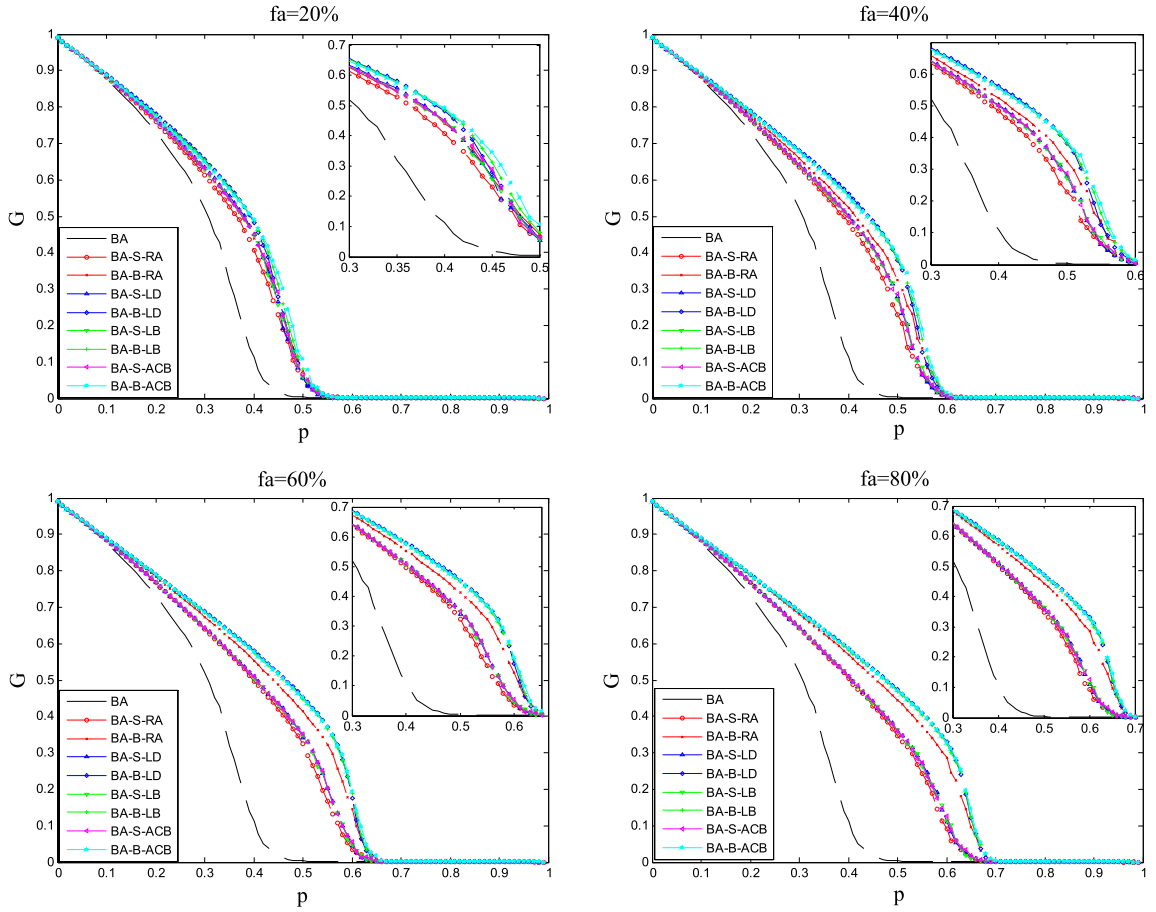 fa=20%
1
0.9
0.8
0.7
0.6
0.5
0.4
0.3
0.2
0.1
0
G
0 0.1 0.2 0.3 0.4 0.5 0.6 0.7 0.8 0.9 1
p
BA
BA-S-RA
BA-B-RA
BA-S-LD
BA-B-LD
BA-S-LB
BA-B-LB
BA-S-ACB
BA-B-ACB
0.7
0.6
0.5
0.4
0.3
0.2
0.1
0
0.3 0.35 0.4 0.45 0.5
fa=40%
1
0.9
0.8
0.7
0.6
0.5
0.4
0.3
0.2
0.1
0
G
0 0.1 0.2 0.3 0.4 0.5 0.6 0.7 0.8 0.9 1
p
BA
BA-S-RA
BA-B-RA
BA-S-LD
BA-B-LD
BA-S-LB
BA-B-LB
BA-S-ACB
BA-B-ACB
0.6
0.5
0.4
0.3
0.2
0.1
0
0.3 0.4 0.5 0.6
fa=60%
1
0.9
0.8
0.7
0.6
0.5
0.4
0.3
0.2
0.1
0
G
0 0.1 0.2 0.3 0.4 0.5 0.6 0.7 0.8 0.9 1
p
BA
BA-S-RA
BA-B-RA
BA-S-LD
BA-B-LD
BA-S-LB
BA-B-LB
BA-S-ACB
BA-B-ACB
0.7
0.6
0.5
0.4
0.3
0.2
0.1
0
0.3 0.4 0.5 0.6
fa=80%
1
0.9
0.8
0.7
0.6
0.5
0.4
0.3
0.2
0.1
0
G
0 0.1 0.2 0.3 0.4 0.5 0.6 0.7 0.8 0.9 1
p
BA
BA-S-RA
BA-B-RA
BA-S-LD
BA-B-LD
BA-S-LB
BA-B-LB
BA-S-ACB
BA-B-ACB
0.7
0.6
0.5
0.4
0.3
0.2
0.1
0
0.3 0.4 0.5 0.6 0.7